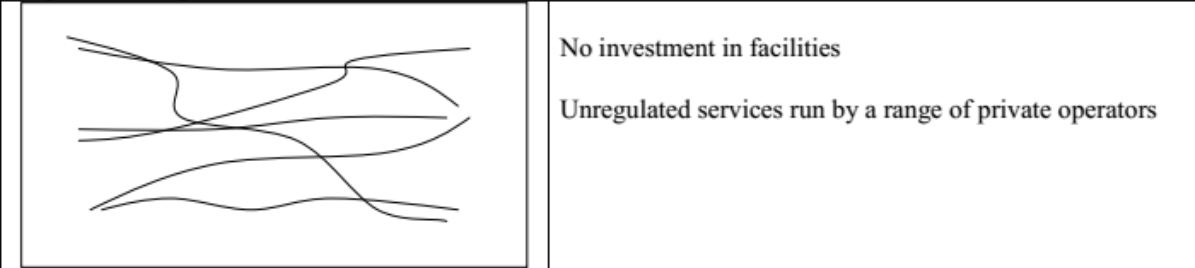 No investment in facilities
Unregulated services run by a range of private operators